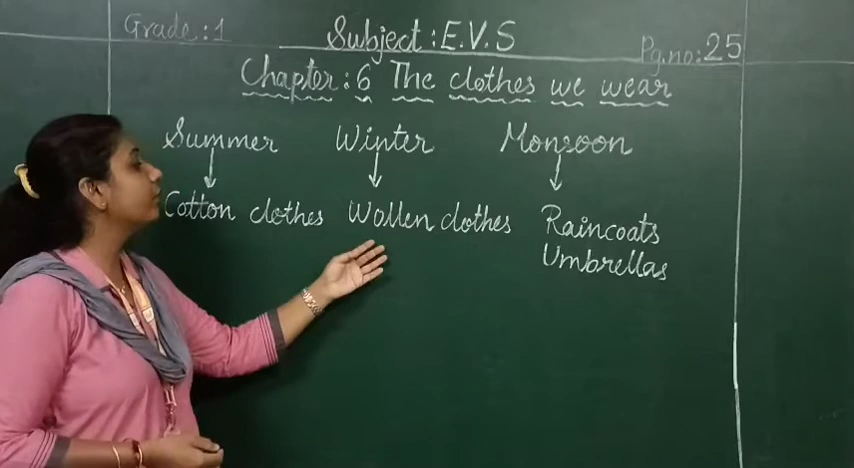 Grade : 1
Subject : E.V.S
Pg.no: 25
Chapter : 6 The clothes we wear
Summer Winter Monsoon
Cotton clothes Wollen clothes Raincoats
Umbrellas